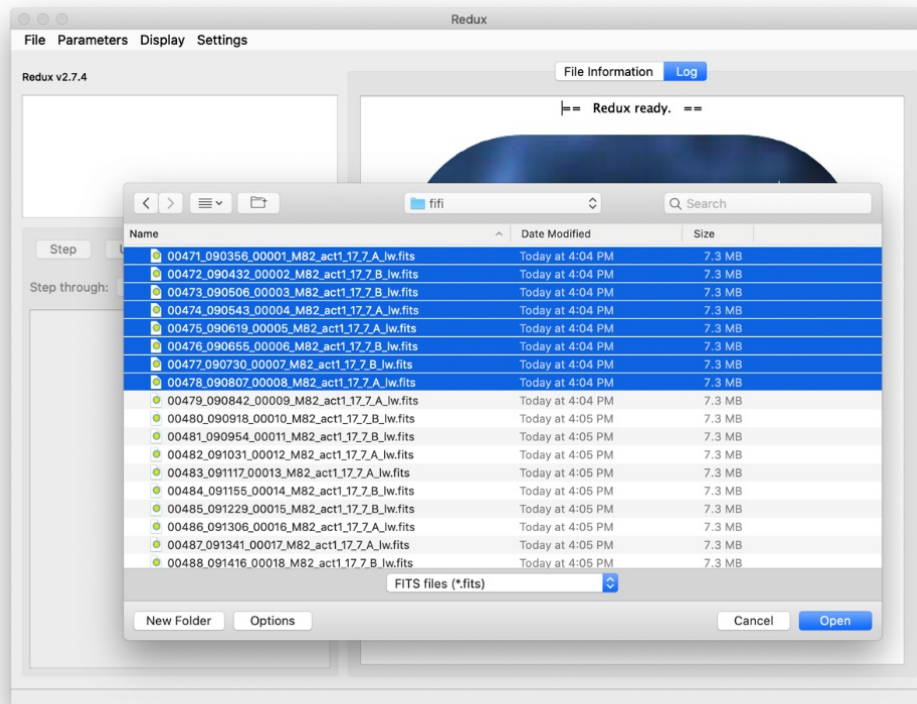 Redux
File Parameters Display Settings
Redux v2.7.4
File Information Log
== Redux ready. ==
fifi
Search
Name Date Modified Size
Step U
Step through:
00471_090356_00001_M82_act1_17_7_A_lw.fits Today at 4:04 PM 7.3 MB
00472_090432_00002_M82_act1_17_7_B_lw.fits Today at 4:04 PM 7.3 MB
00473_090506_00003_M82_act1_17_7_B_lw.fits Today at 4:04 PM 7.3 MB
00474_090543_00004_M82_act1_17_7_A_lw.fits Today at 4:04 PM 7.3 MB
00475_090619_00005_M82_act1_17_7_A_lw.fits Today at 4:04 PM 7.3 MB
00476_090655_00006_M82_act1_17_7_B_lw.fits Today at 4:04 PM 7.3 MB
00477_090730_00007_M82_act1_17_7_B_lw.fits Today at 4:04 PM 7.3 MB
00478_090807_00008_M82_act1_17_7_A_lw.fits Today at 4:04 PM 7.3 MB
00479_090842_00009_M82_act1_17_7_A_lw.fits Today at 4:04 PM 7.3 MB
00480_090918_00010_M82_act1_17_7_B_lw.fits Today at 4:05 PM 7.3 MB
00481_090954_00011_M82_act1_17_7_B_lw.fits Today at 4:05 PM 7.3 MB
00482_091031_00012_M82_act1_17_7_A_lw.fits Today at 4:05 PM 7.3 MB
00483_091117_00013_M82_act1_17_7_A_lw.fits Today at 4:05 PM 7.3 MB
00484_091155_00014_M82_act1_17_7_B_lw.fits Today at 4:05 PM 7.3 MB
00485_091229_00015_M82_act1_17_7_B_lw.fits Today at 4:05 PM 7.3 MB
00486_091306_00016_M82_act1_17_7_A_lw.fits Today at 4:05 PM 7.3 MB
00487_091341_00017_M82_act1_17_7_A_lw.fits Today at 4:05 PM 7.3 MB
00488_091416_00018_M82_act1_17_7_B_lw.fits Today at 4:05 PM 7.3 MB
FITS files (*.fits)
New Folder Options Cancel Open